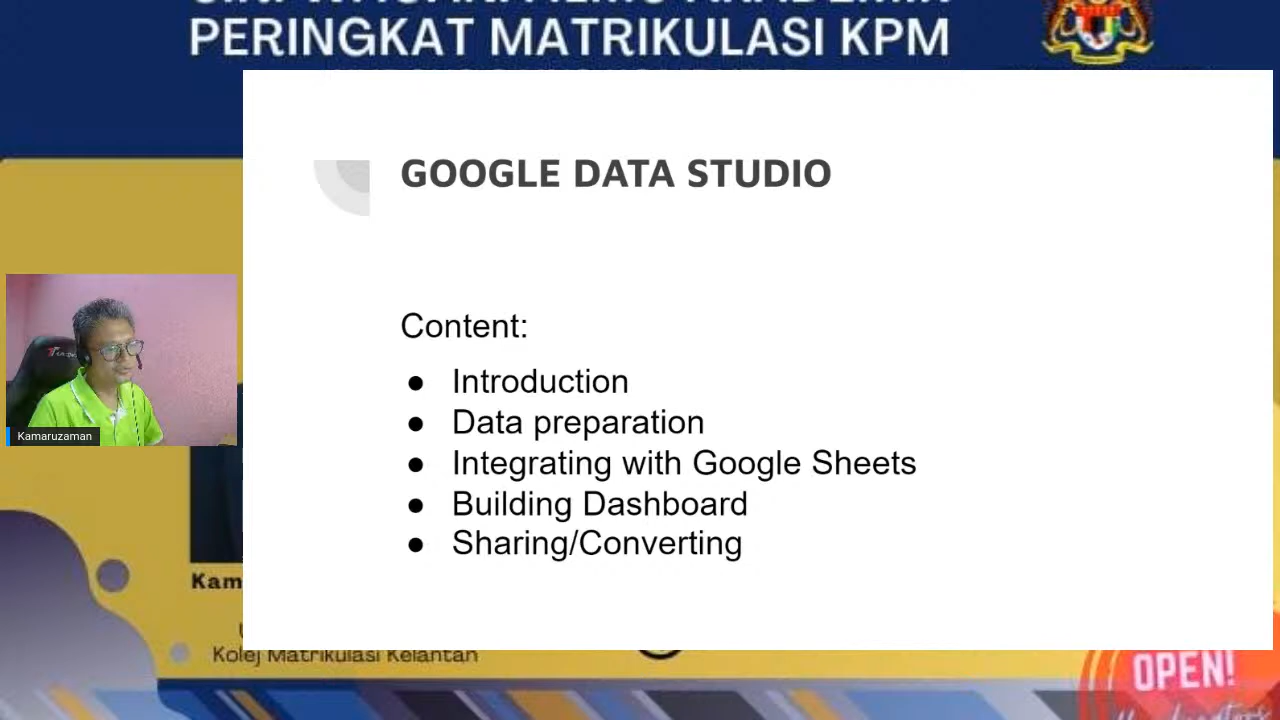 PERINGKAT MATRIKULASI KPM
GOOGLE DATA STUDIO
Content:
● Introduction
● Data preparation
● Integrating with Google Sheets
● Building Dashboard
● Sharing/Converting
Kamaruzaman
Kam
Kolej Matrikulasi Kelantan
OPEN!